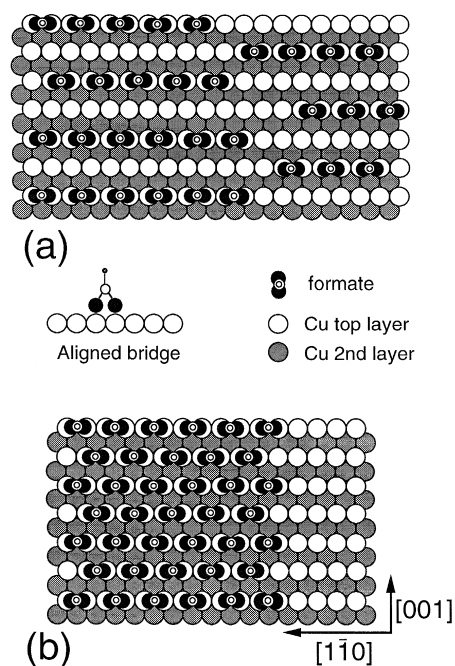 (a)
formate
Cu top layer
Aligned bridge
Cu 2nd layer
[001]
[11̄0]
(b)